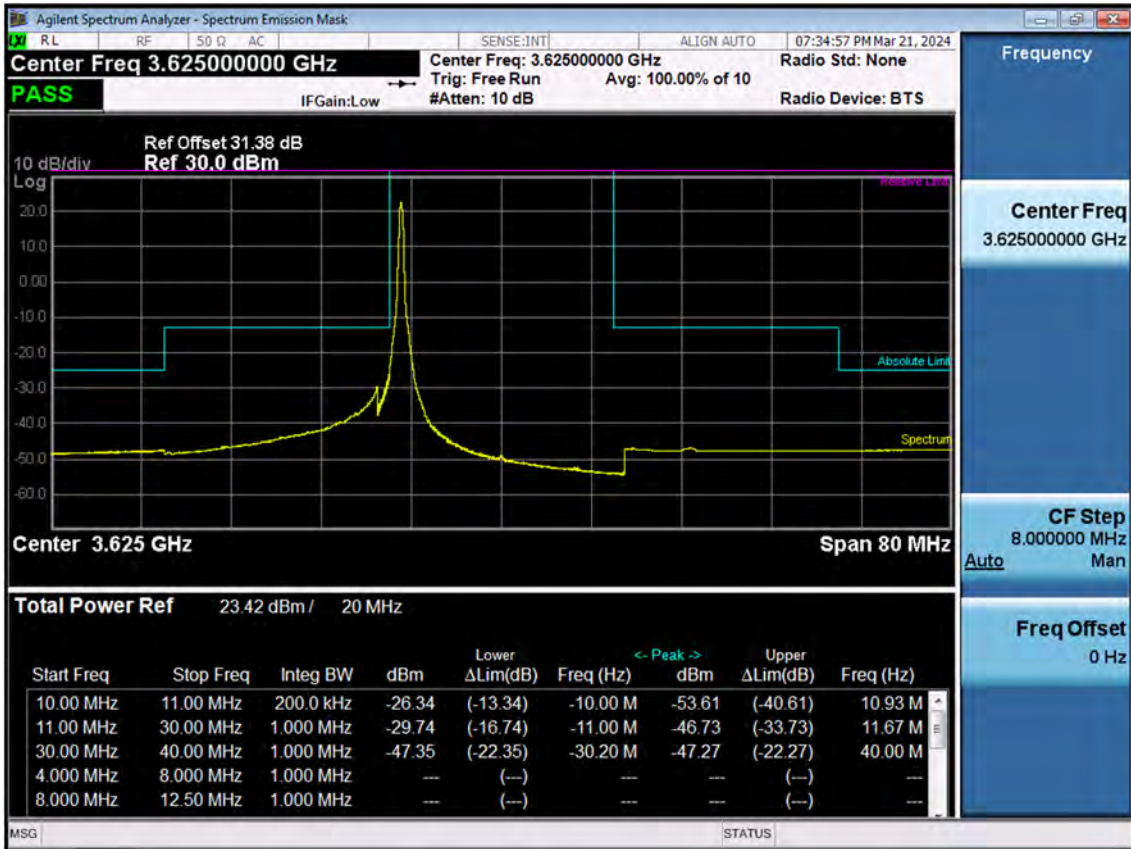 Agilent Spectrum Analyzer - Spectrum Emission Mask
LXI RL RF 50 Ω AC SENSE:INT ALIGN AUTO 07:34:57 PM Mar 21, 2024
Center Freq 3.625000000 GHz Center Freq: 3.625000000 GHz Radio Std: None
Trig: Free Run Avg: 100.00% of 10
PASS IFGain:Low #Atten: 10 dB Radio Device: BTS
Ref Offset 31.38 dB
10 dB/div Ref 30.0 dBm
Log
Relative Limit
20.0
10.0
0.00
-10.0
-20.0
Absolute Limit
-30.0
-40.0
Spectrum
-50.0
-60.0
Center 3.625 GHz Span 80 MHz
Total Power Ref 23.42 dBm / 20 MHz
Lower <- Peak -> Upper
Start Freq Stop Freq Integ BW dBm ΔLim(dB) Freq (Hz) dBm ΔLim(dB) Freq (Hz)
10.00 MHz 11.00 MHz 200.0 kHz -26.34 (-13.34) -10.00 M -53.61 (-40.61) 10.93 M
11.00 MHz 30.00 MHz 1.000 MHz -29.74 (-16.74) -11.00 M -46.73 (-33.73) 11.67 M
30.00 MHz 40.00 MHz 1.000 MHz -47.35 (-22.35) -30.20 M -47.27 (-22.27) 40.00 M
4.000 MHz 8.000 MHz 1.000 MHz --- (---) --- --- (---) ---
8.000 MHz 12.50 MHz 1.000 MHz --- (---) --- --- (---) ---
MSG STATUS
Frequency
Center Freq
3.625000000 GHz
CF Step
8.000000 MHz
Auto Man
Freq Offset
0 Hz